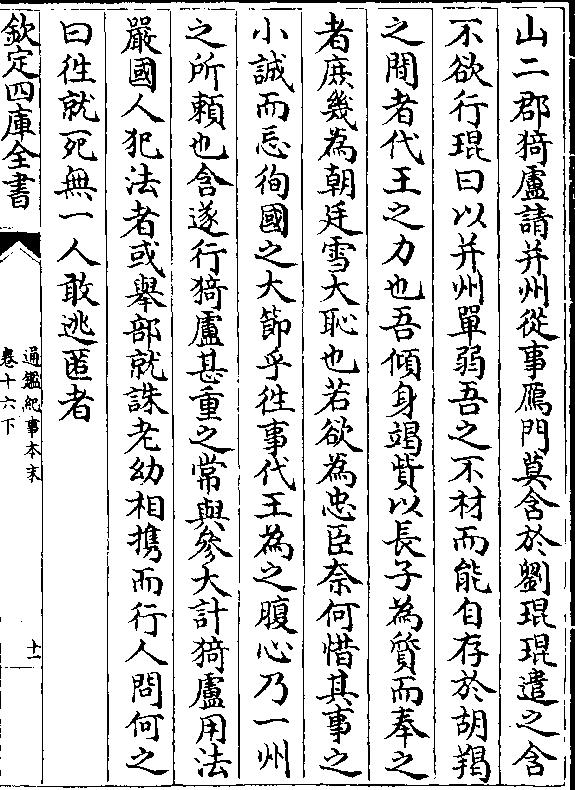 山二郡猗盧請并州從事鴈門莫含於劉琨琨遣之含
不欲行琨曰以并州單弱吾之不材而能自存於胡羯
之間者代王之力也吾傾身竭貲以長子為質而奉之
者庶幾為朝廷雪大恥也若欲為忠臣奈何惜其事之
小誠而忘徇國之大節乎徃事代王為之腹心乃一州
之所頼也含遂行猗盧甚重之常與參大計猗盧用法
嚴國人犯法者或舉部就誅老幼相攜而行人問何之
曰徃就死無一人敢逃匿者
欽定四庫全書
通鑑紀事本末
卷十六下
十一